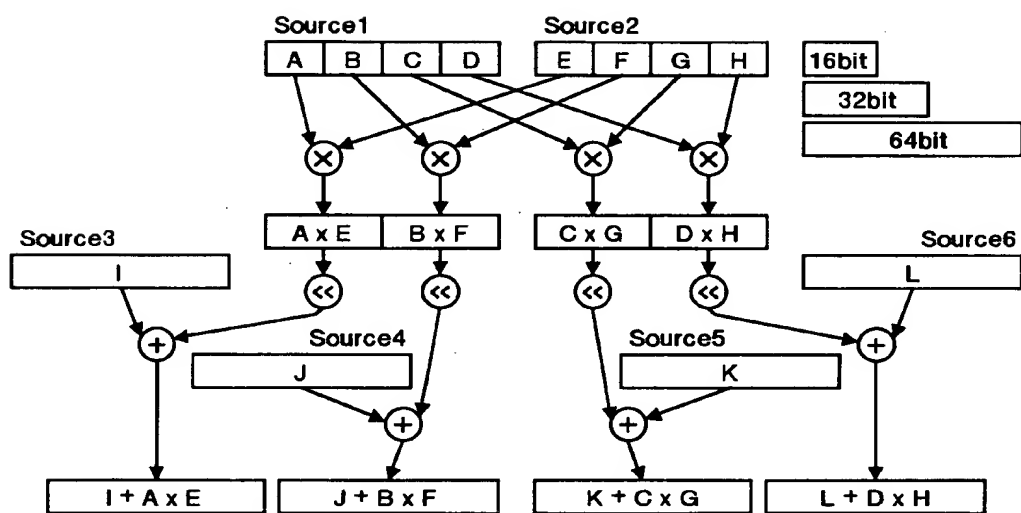 Source1 Source2
A B C D E F G H 16bit
32bit
64bit
× × × ×
A x E B x F C x G D x H
Source3 Source6
I L
<< << << <<
+ +
Source4 Source5
J K
+ +
I + A x E J + B x F K + C x G L + D x H